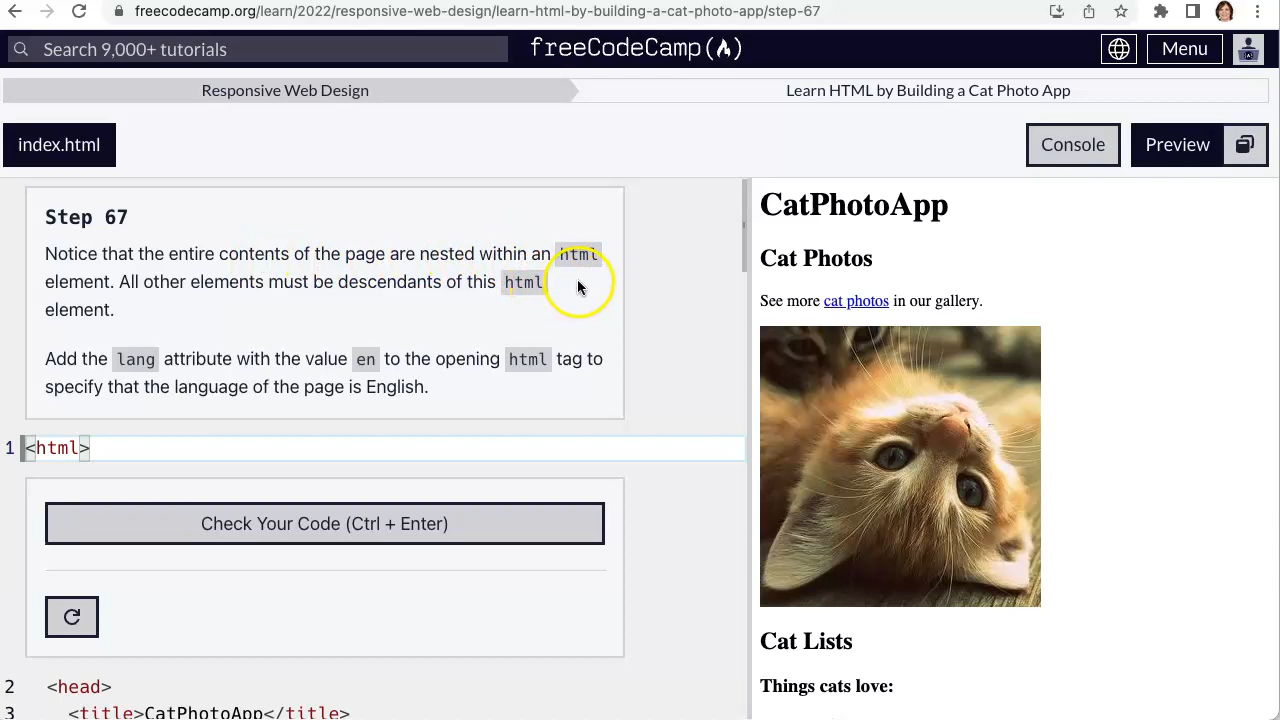 freecodecamp.org/learn/2022/responsive-web-design/learn-html-by-building-a-cat-photo-app/step-67
Search 9,000+ tutorials
freeCodeCamp
Menu
Responsive Web Design
Learn HTML by Building a Cat Photo App
index.html
Console
Preview
Step 67
Notice that the entire contents of the page are nested within an html
element. All other elements must be descendants of this html
element.
Add the lang attribute with the value en to the opening html tag to
specify that the language of the page is English.
1 <html>
Check Your Code (Ctrl + Enter)
2 <head>
3 <title>CatPhotoApp</title>
CatPhotoApp
Cat Photos
See more cat photos in our gallery.
Cat Lists
Things cats love: